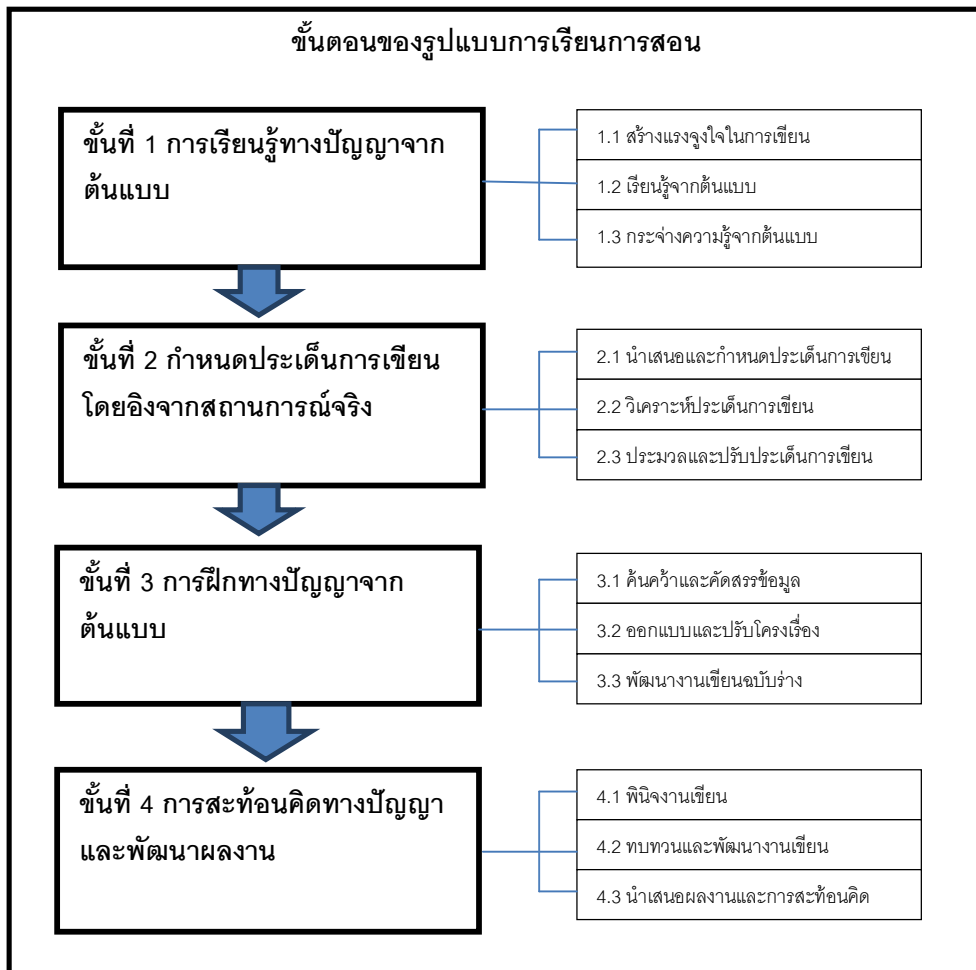 ขั้นตอนของรูปแบบการเรียนการสอน
ขั้นที่ 1 การเรียนรู้ทางปัญญาจาก
ต้นแบบ
1.1 สร้างแรงจูงใจในการเขียน
1.2 เรียนรู้จากต้นแบบ
1.3 กระจ่างความรู้จากต้นแบบ
ขั้นที่ 2 กำหนดประเด็นการเขียน
โดยอิงจากสถานการณ์จริง
2.1 นำเสนอและกำหนดประเด็นการเขียน
2.2 วิเคราะห์ประเด็นการเขียน
2.3 ประมวลและปรับประเด็นการเขียน
ขั้นที่ 3 การฝึกทางปัญญาจาก
ต้นแบบ
3.1 ค้นคว้าและคัดสรรข้อมูล
3.2 ออกแบบและปรับโครงเรื่อง
3.3 พัฒนางานเขียนฉบับร่าง
ขั้นที่ 4 การสะท้อนคิดทางปัญญา
และพัฒนาผลงาน
4.1 พินิจงานเขียน
4.2 ทบทวนและพัฒนางานเขียน
4.3 นำเสนอผลงานและการสะท้อนคิด